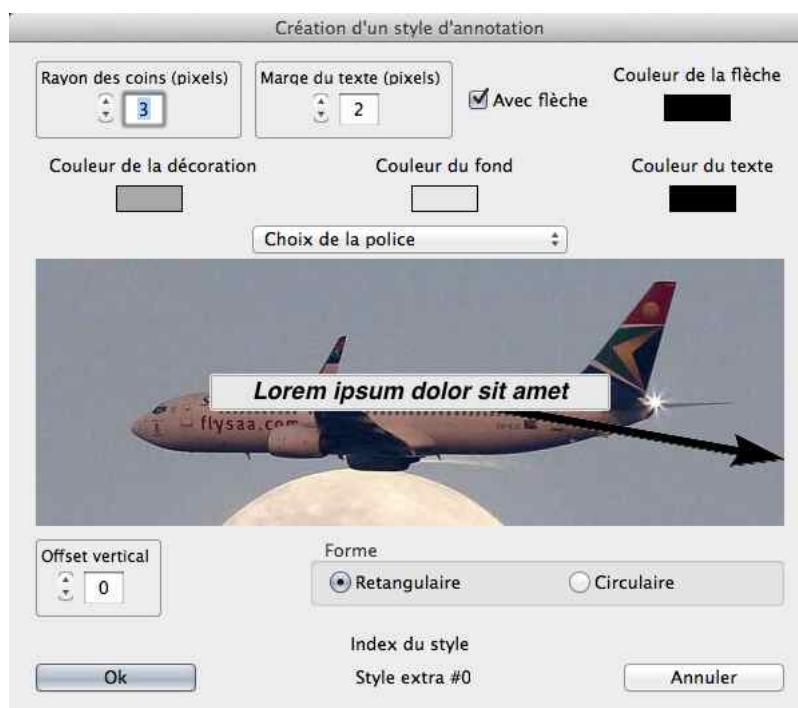 Création d'un style d'annotation
Rayon des coins (pixels)
3
Marge du texte (pixels)
2
Avec flèche
Couleur de la flèche
Couleur de la décoration
Couleur du fond
Couleur du texte
Choix de la police
Lorem ipsum dolor sit amet
flysaa.com
Offset vertical
0
Forme
Retangulaire
Circulaire
Index du style
Ok
Style extra #0
Annuler